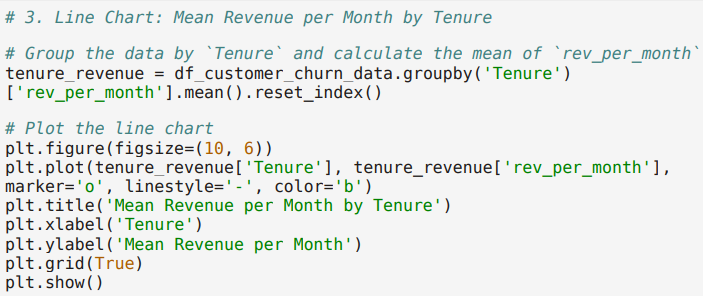 # 3. Line Chart: Mean Revenue per Month by Tenure
# Group the data by `Tenure` and calculate the mean of `rev_per_month`
tenure_revenue = df_customer_churn_data.groupby('Tenure')
['rev_per_month'].mean().reset_index()
# Plot the line chart
plt.figure(figsize=(10, 6))
plt.plot(tenure_revenue['Tenure'], tenure_revenue['rev_per_month'],
marker='o', linestyle='-', color='b')
plt.title('Mean Revenue per Month by Tenure')
plt.xlabel('Tenure')
plt.ylabel('Mean Revenue per Month')
plt.grid(True)
plt.show()